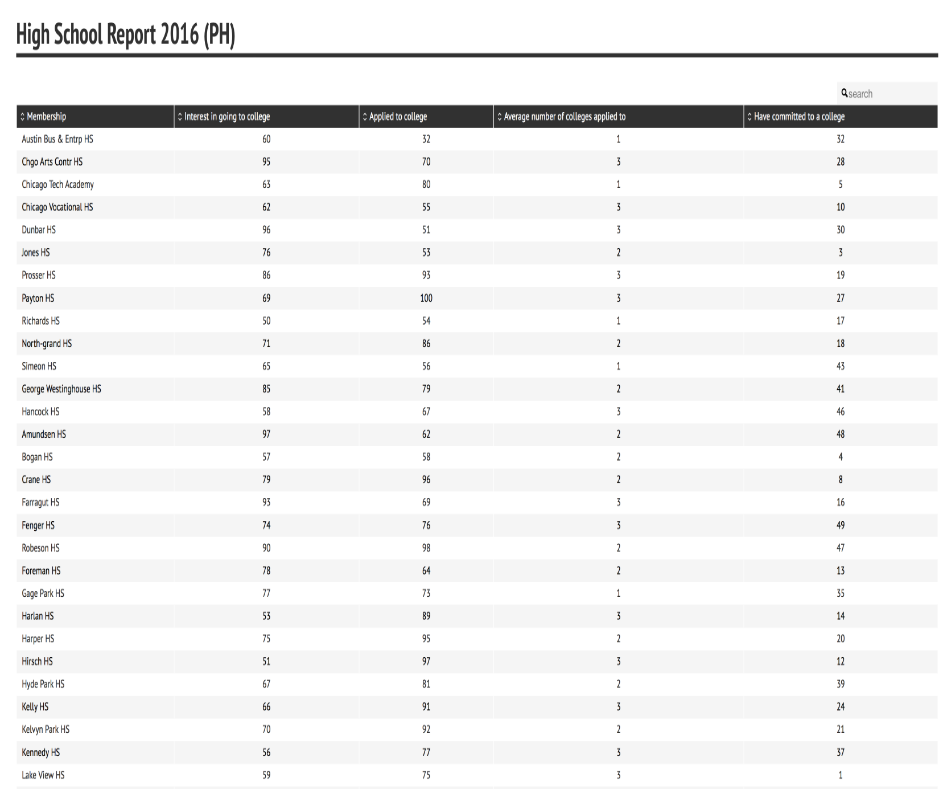 High School Report 2016 (PH)
search
Membership Interest in going to college Applied to college Average number of colleges applied to Have committed to a college
Austin Bus & Entrp HS 60 32 1 32
Chgo Arts Contr HS 95 70 3 28
Chicago Tech Academy 63 80 1 5
Chicago Vocational HS 62 55 3 10
Dunbar HS 96 51 3 30
Jones HS 76 53 2 3
Prosser HS 86 93 3 19
Payton HS 69 100 3 27
Richards HS 50 54 1 17
North-grand HS 71 86 2 18
Simeon HS 65 56 1 43
George Westinghouse HS 85 79 2 41
Hancock HS 58 67 3 46
Amundsen HS 97 62 2 48
Bogan HS 57 58 2 4
Crane HS 79 96 2 8
Farragut HS 93 69 3 16
Fenger HS 74 76 3 49
Robeson HS 90 98 2 47
Foreman HS 78 64 2 13
Gage Park HS 77 73 1 35
Harlan HS 53 89 3 14
Harper HS 75 95 2 20
Hirsch HS 51 97 3 12
Hyde Park HS 67 81 2 39
Kelly HS 66 91 3 24
Kelvyn Park HS 70 92 2 21
Kennedy HS 56 77 3 37
Lake View HS 59 75 3 1